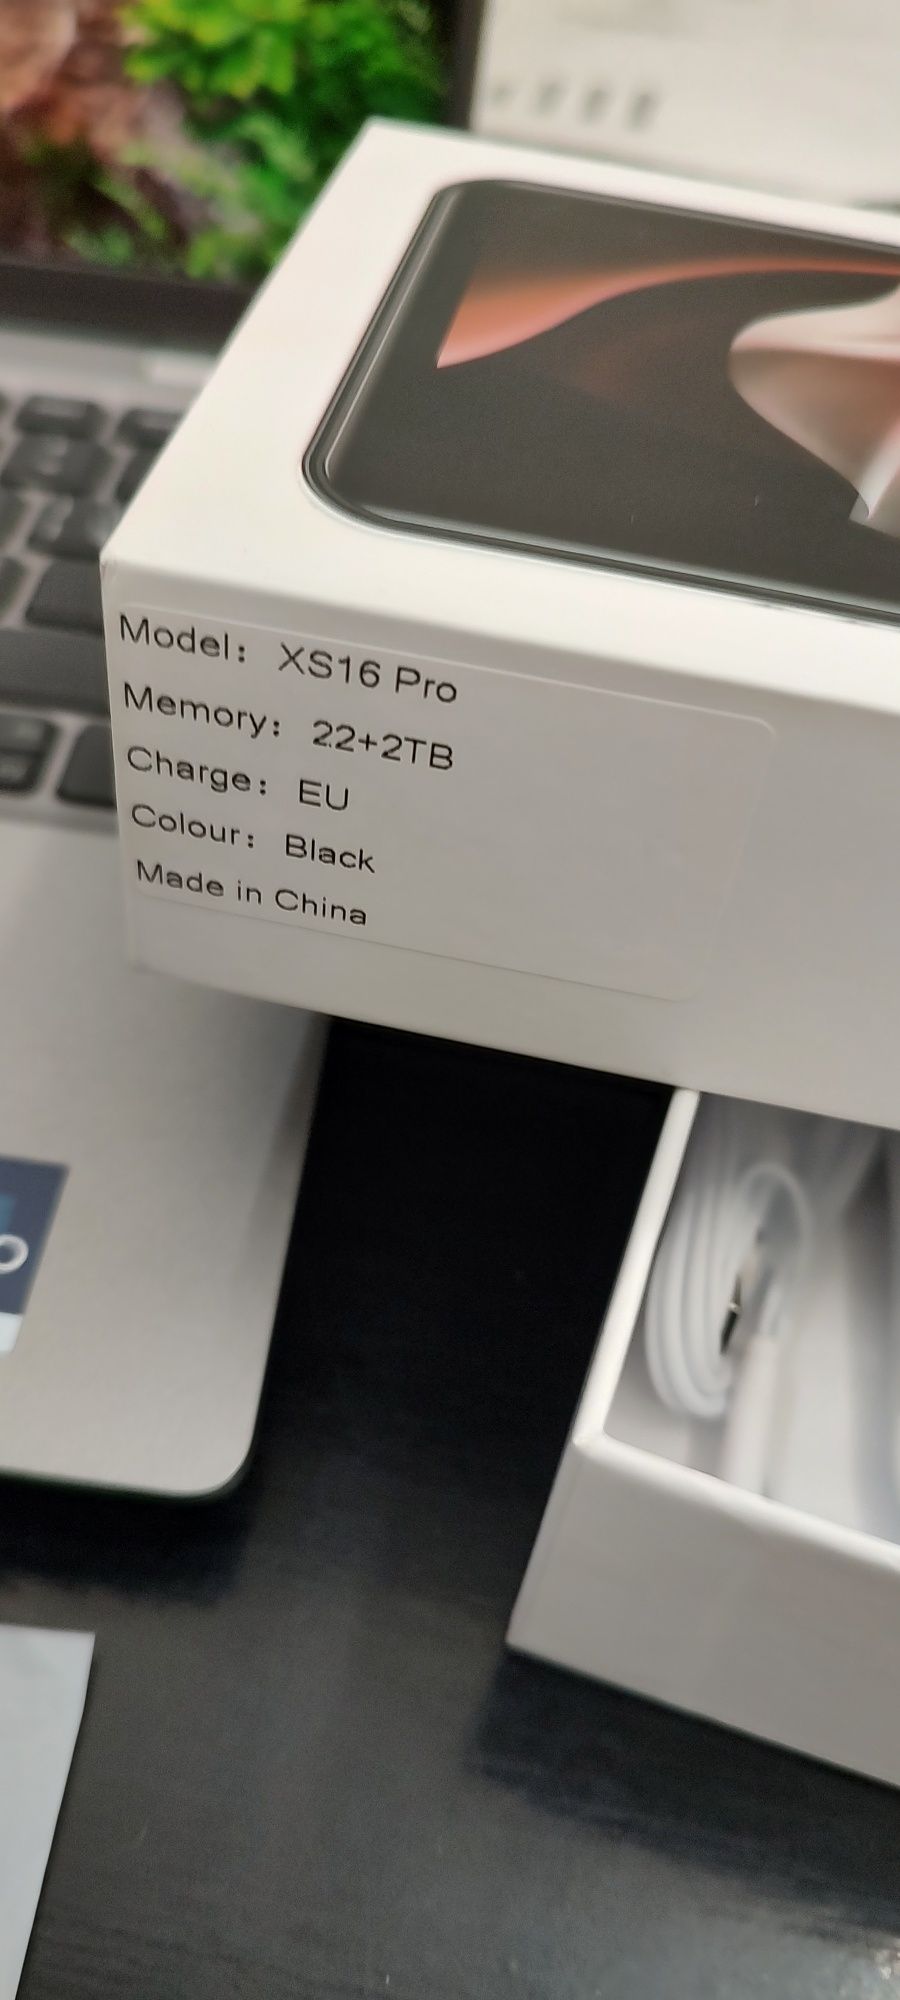 Model: XS16 Pro
Memory: 22+2TB
Charge: EU
Colour: Black
Made in China